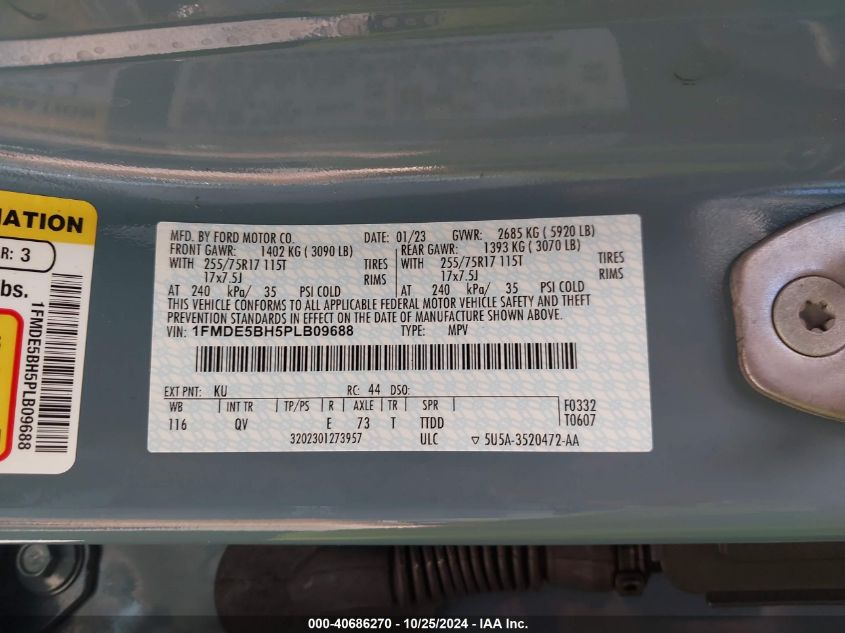 MATION
R: 3
bs.
1FMDE5BH5PLB09688
MFD. BY FORD MOTOR CO. DATE: 01/23 GVWR: 2685 KG ( 5920 LB)
FRONT GAWR: 1402 KG ( 3090 LB) REAR GAWR: 1393 KG ( 3070 LB)
WITH 255/75R17 115T TIRES WITH 255/75R17 115T TIRES
17x7.5J RIMS 17x7.5J RIMS
AT 240 kPa/ 35 PSI COLD AT 240 kPa/ 35 PSI COLD
THIS VEHICLE CONFORMS TO ALL APPLICABLE FEDERAL MOTOR VEHICLE SAFETY AND THEFT
PREVENTION STANDARDS IN EFFECT ON THE DATE OF MANUFACTURE SHOWN ABOVE.
VIN: 1FMDE5BH5PLB09688 TYPE: MPV
EXT PNT: KU RC: 44 DSO:
WB INT TR TP/PS R AXLE TR SPR F0332
116 QV E 73 T TTDD T0607
3202301273957 ULC ▽ 5U5A-3520472-AA
000-40686270 - 10/25/2024 - IAA Inc.